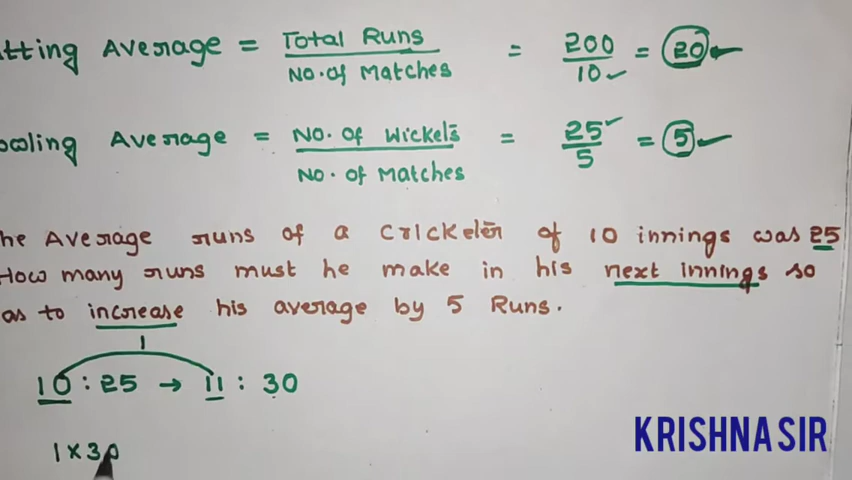 tting Average = Total Runs / No. of Matches = 200 / 10 = 20
owling Average = No. of Wickets / No. of Matches = 25 / 5 = 5
he Average runs of a cricketer of 10 innings was 25
How many runs must he make in his next innings so
as to increase his average by 5 Runs.
1
10 : 25 → 11 : 30
1 × 30
KRISHNA SIR